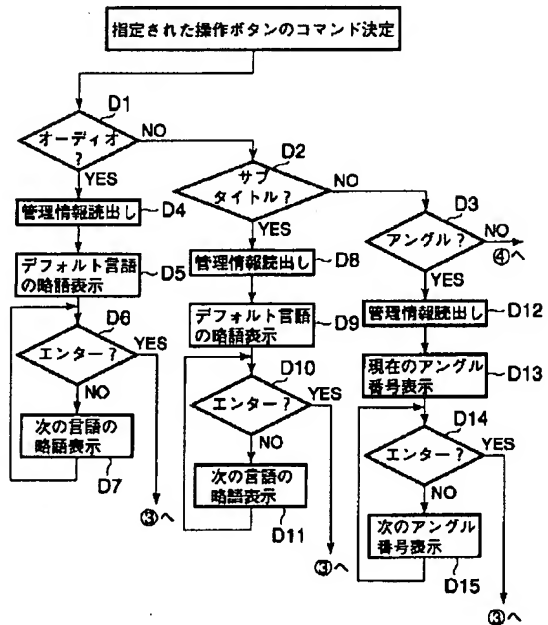 指定された操作ボタンのコマンド決定
D1
オーディオ
?
NO
YES
D2
サブ
タイトル?
NO
YES
D3
アングル?
NO
④へ
YES
管理情報読出し
D4
管理情報読出し
D8
管理情報読出し
D12
デフォルト言語
の略語表示
D5
デフォルト言語
の略語表示
D9
現在のアングル
番号表示
D13
D6
エンター?
YES
NO
D10
エンター?
YES
NO
D14
エンター?
YES
NO
次の言語の
略語表示
D7
次の言語の
略語表示
D11
次のアングル
番号表示
D15
③へ
③へ
③へ